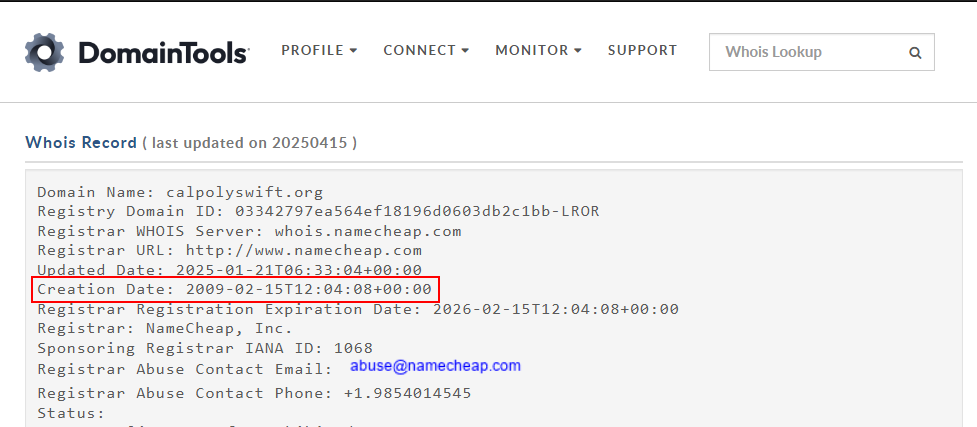 DomainTools PROFILE CONNECT MONITOR SUPPORT Whois Lookup
Whois Record ( last updated on 20250415 )
Domain Name: calpolyswift.org
Registry Domain ID: 03342797ea564ef18196d0603db2c1bb-LROR
Registrar WHOIS Server: whois.namecheap.com
Registrar URL: http://www.namecheap.com
Updated Date: 2025-01-21T06:33:04+00:00
Creation Date: 2009-02-15T12:04:08+00:00
Registrar Registration Expiration Date: 2026-02-15T12:04:08+00:00
Registrar: NameCheap, Inc.
Sponsoring Registrar IANA ID: 1068
Registrar Abuse Contact Email: abuse@namecheap.com
Registrar Abuse Contact Phone: +1.9854014545
Status: